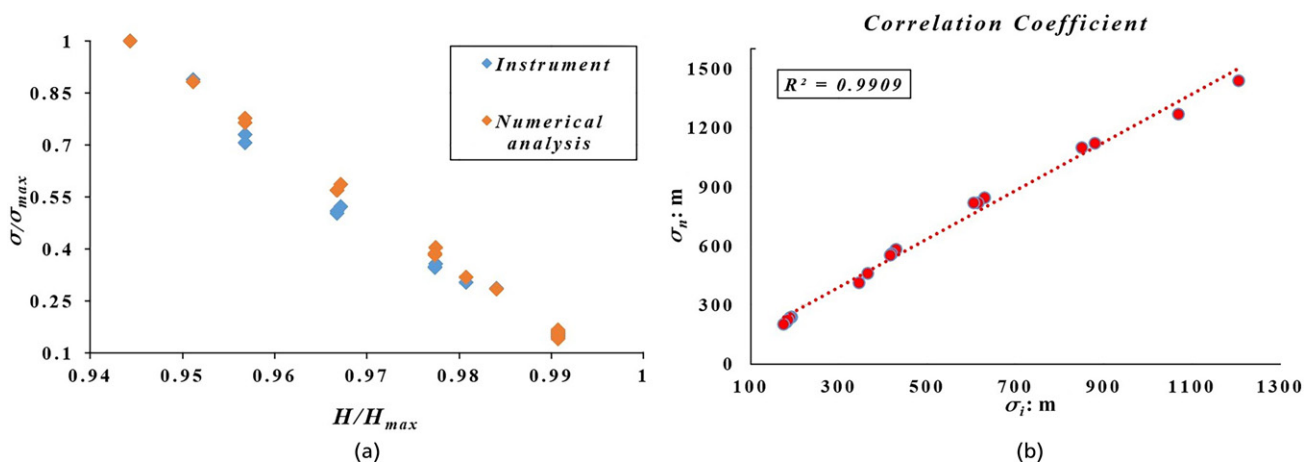 σ/σmax
1
0.85
0.7
0.55
0.4
0.25
0.1
0.94
0.95
0.96
0.97
0.98
0.99
1
H/Hmax
Instrument
Numerical
analysis
(a)
Correlation Coefficient
R² = 0.9909
σn: m
1500
1200
900
600
300
0
100
300
500
700
900
1100
1300
σi: m
(b)